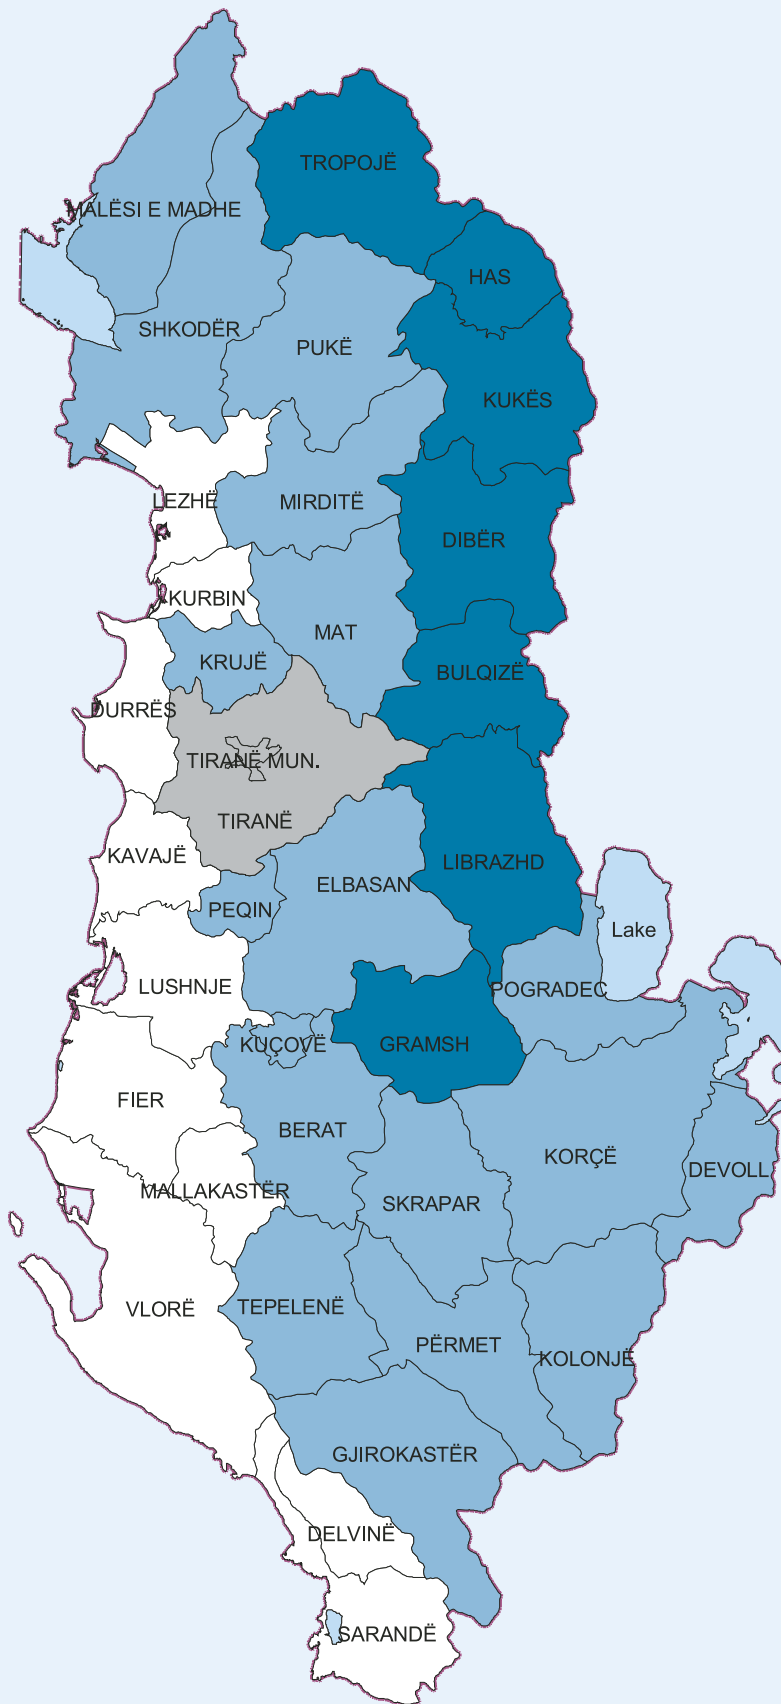 TROPOJË
MALËSI E MADHE
HAS
SHKODËR
PUKË
KUKËS
LEZHË
MIRDITË
DIBËR
KURBIN
MAT
KRUJË
BULQIZË
DURRËS
TIRANË MUN.
TIRANË
KAVAJË
LIBRAZHD
ELBASAN
PEQIN
Lake
LUSHNJE
POGRADEC
KUÇOVË
GRAMSH
FIER
BERAT
KORÇË
DEVOLL
MALLAKASTËR
SKRAPAR
VLORË
TEPELENË
PËRMET
KOLONJË
GJIROKASTËR
DELVINË
SARANDË